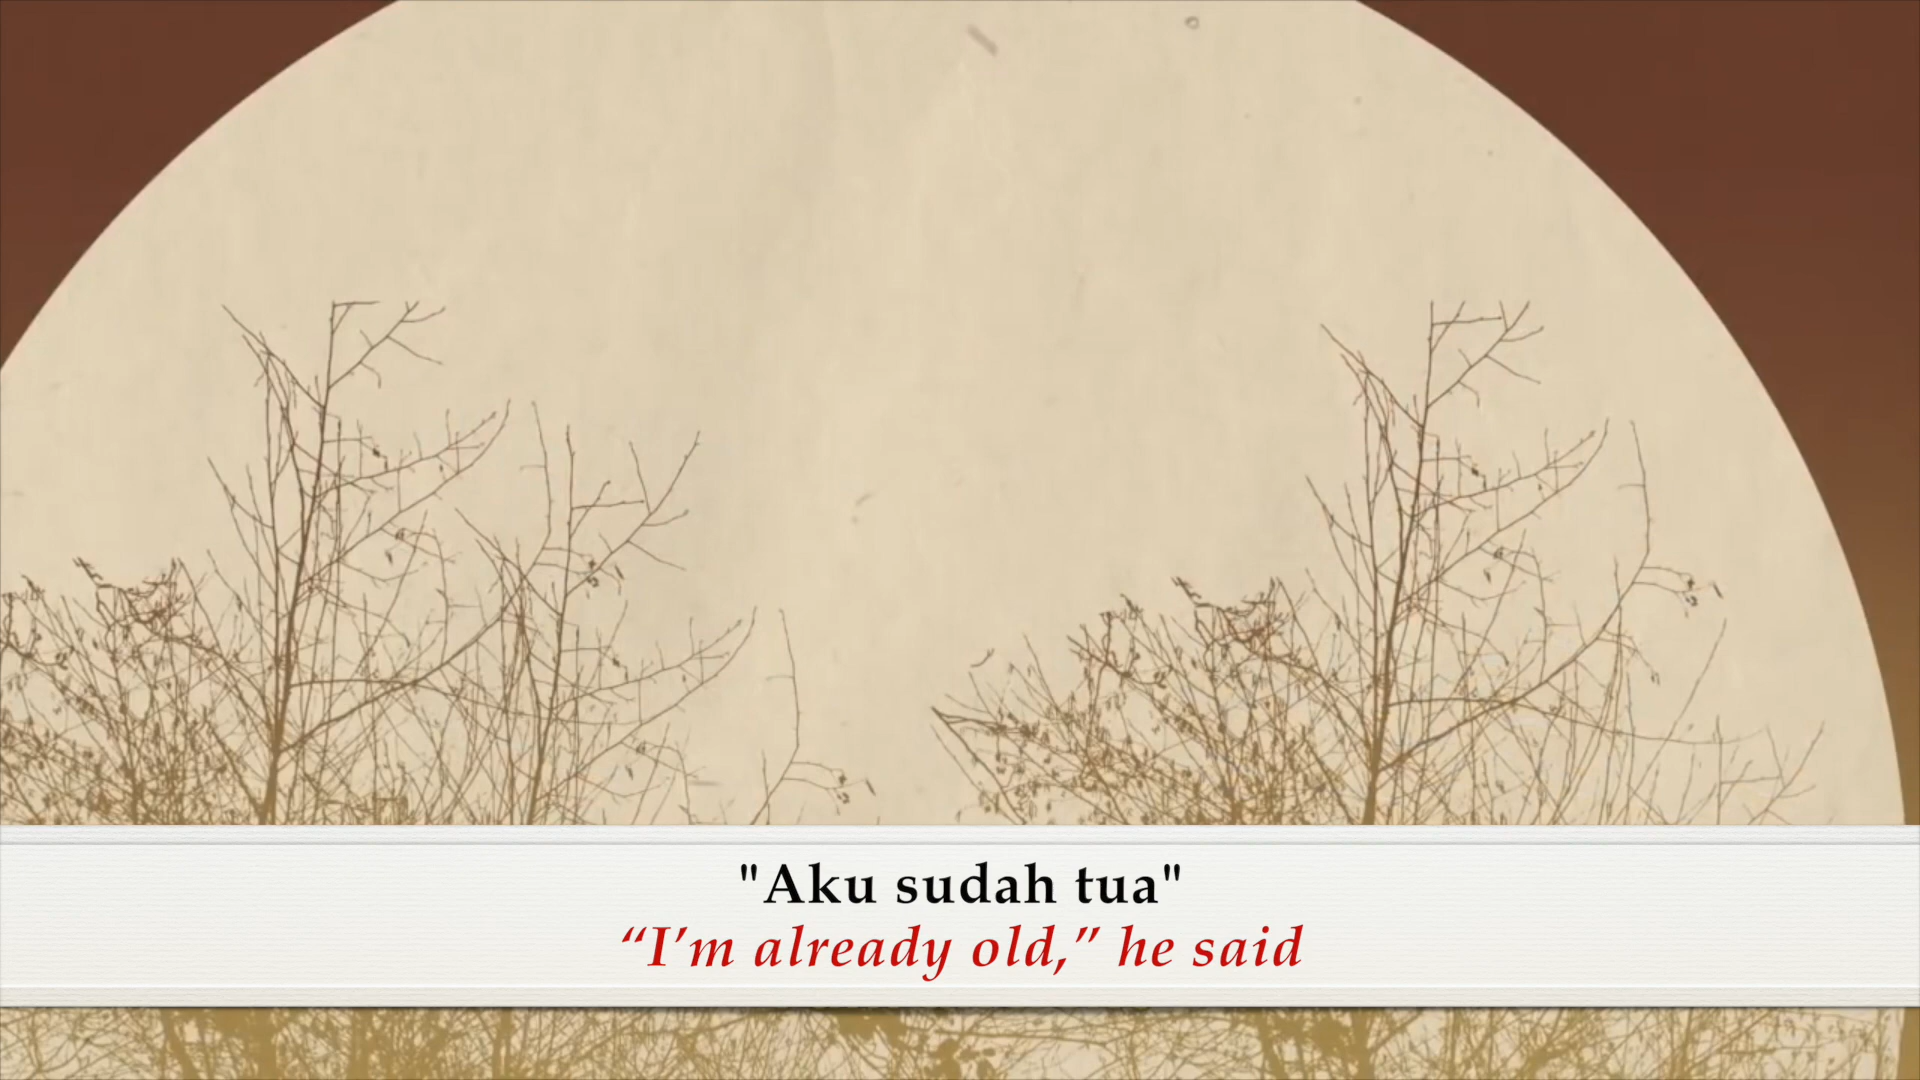 "Aku sudah tua"
“I’m already old,” he said